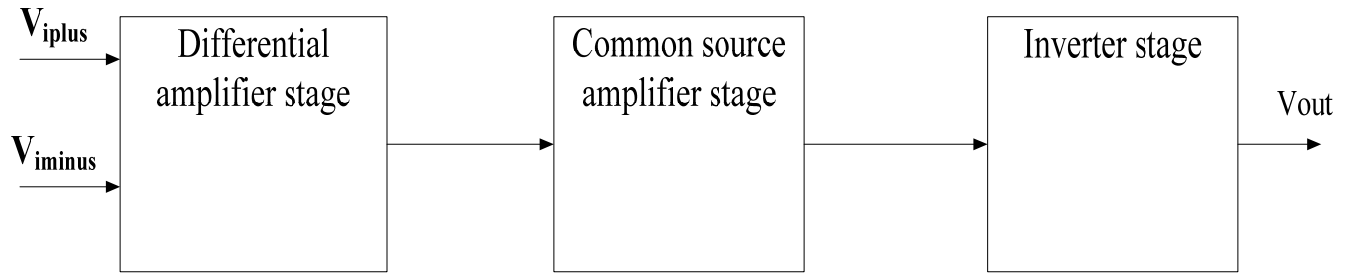 Viplus
Viminus
Differential
amplifier stage
Common source
amplifier stage
Inverter stage
Vout